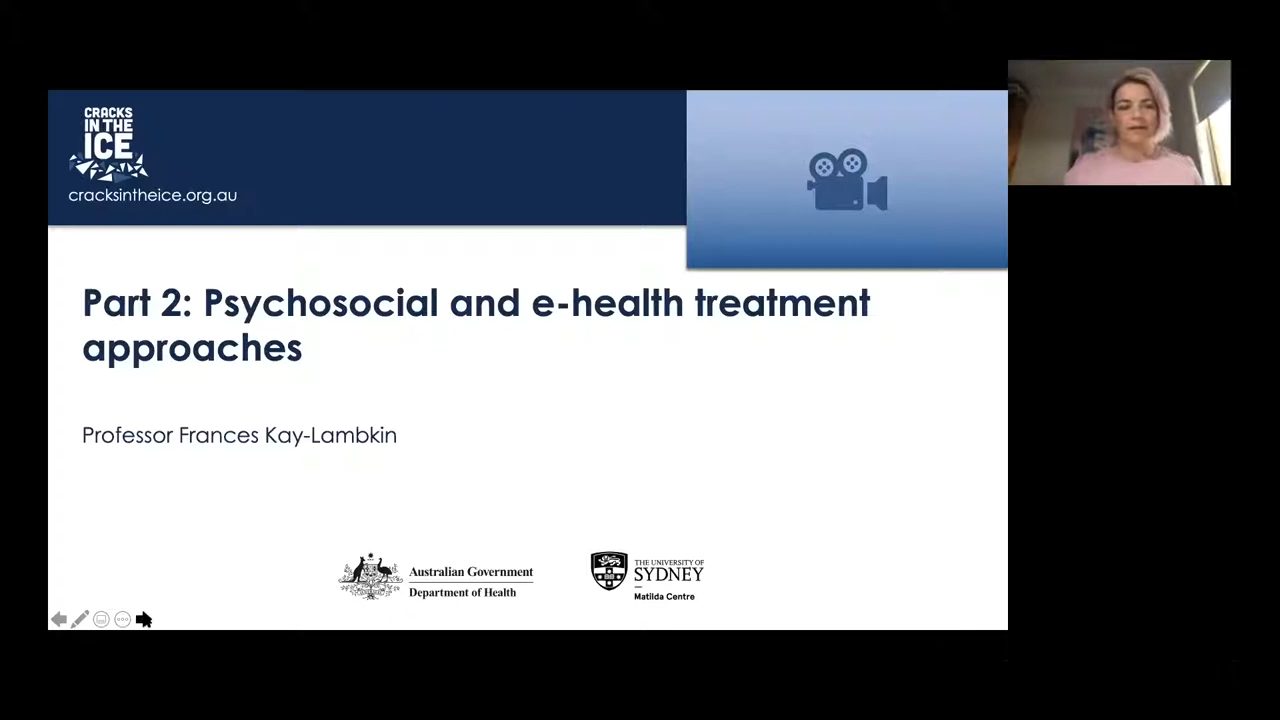 CRACKS
IN THE
ICE
cracksintheice.org.au
Part 2: Psychosocial and e-health treatment
approaches
Professor Frances Kay-Lambkin
Australian Government
Department of Health
THE UNIVERSITY OF
SYDNEY
Matilda Centre